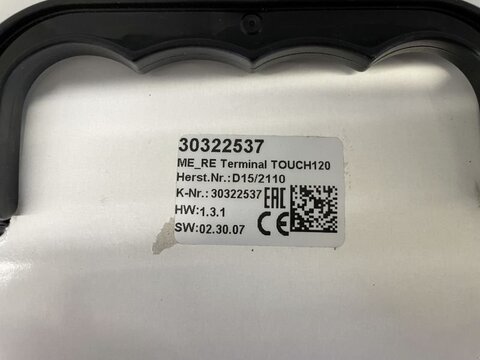 30322537
ME_RE Terminal TOUCH120
Herst.Nr.:D15/2110
K-Nr.: 30322537 EAC
HW:1.3.1
SW:02.30.07 CE